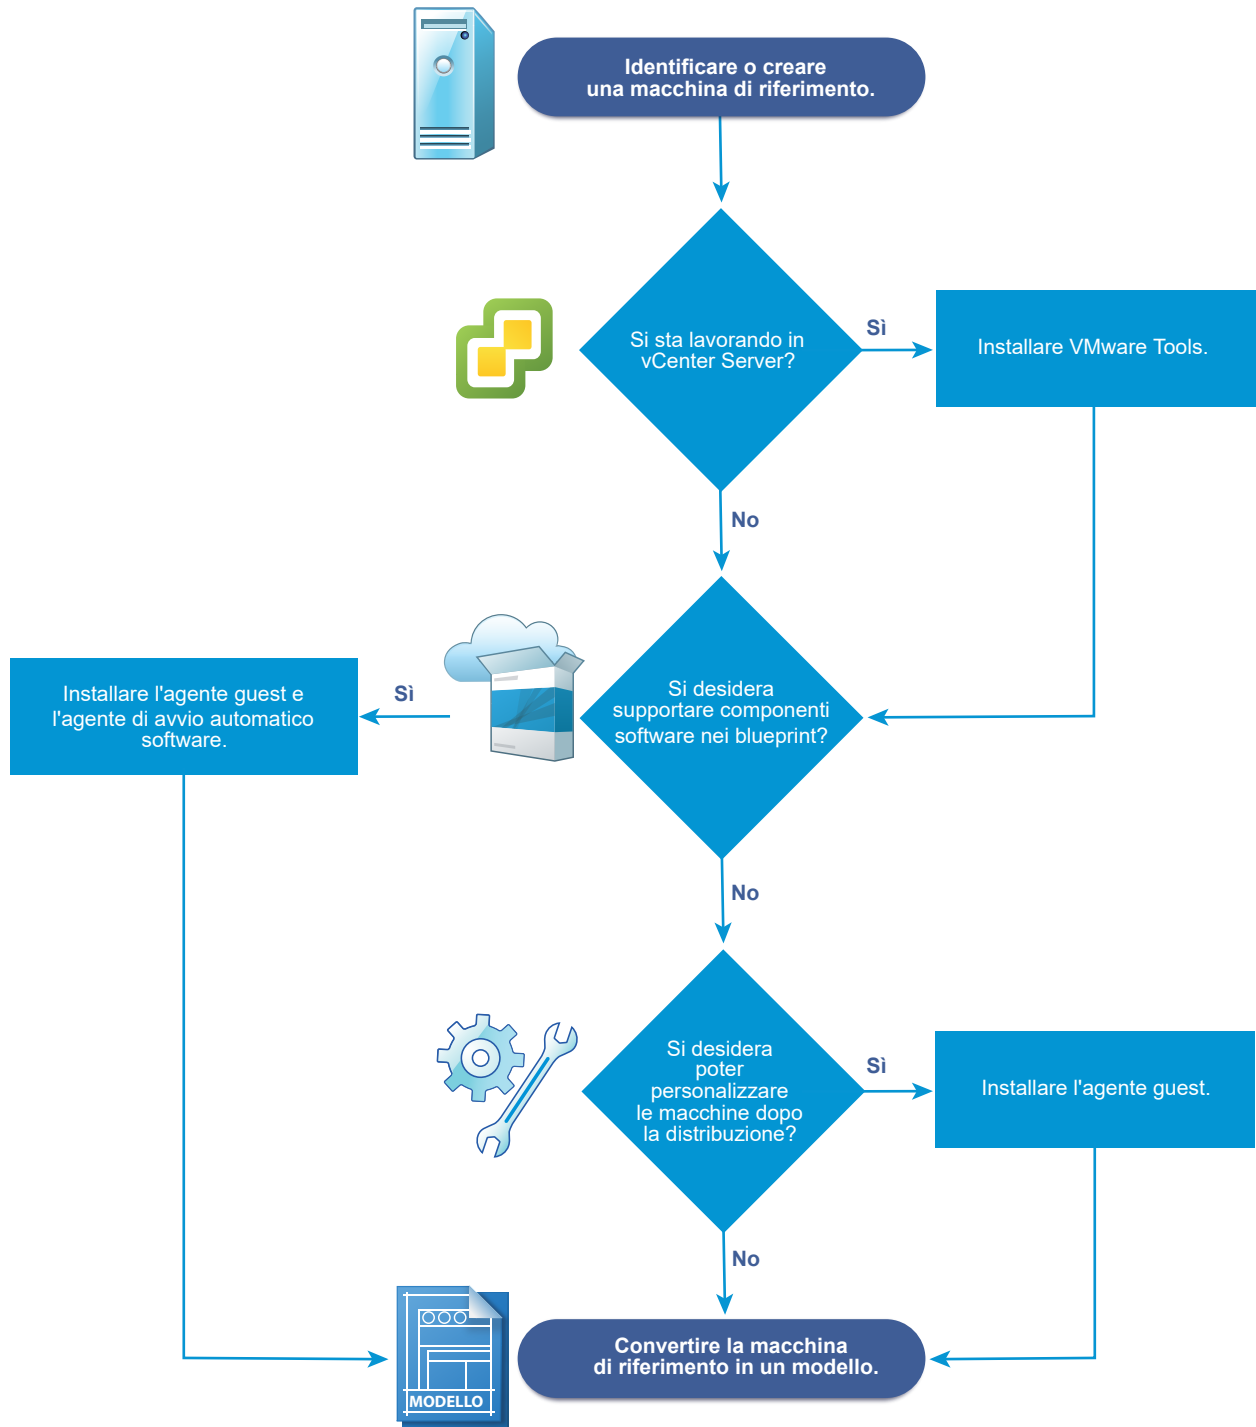 Identificare o creare
una macchina di riferimento.
Si sta lavorando in
vCenter Server?
Sì
Installare VMware Tools.
No
Installare l'agente guest e
l'agente di avvio automatico
software.
Sì
Si desidera
supportare componenti
software nei blueprint?
No
Si desidera
poter
personalizzare
le macchine dopo
la distribuzione?
Sì
Installare l'agente guest.
No
MODELLO
Convertire la macchina
di riferimento in un modello.